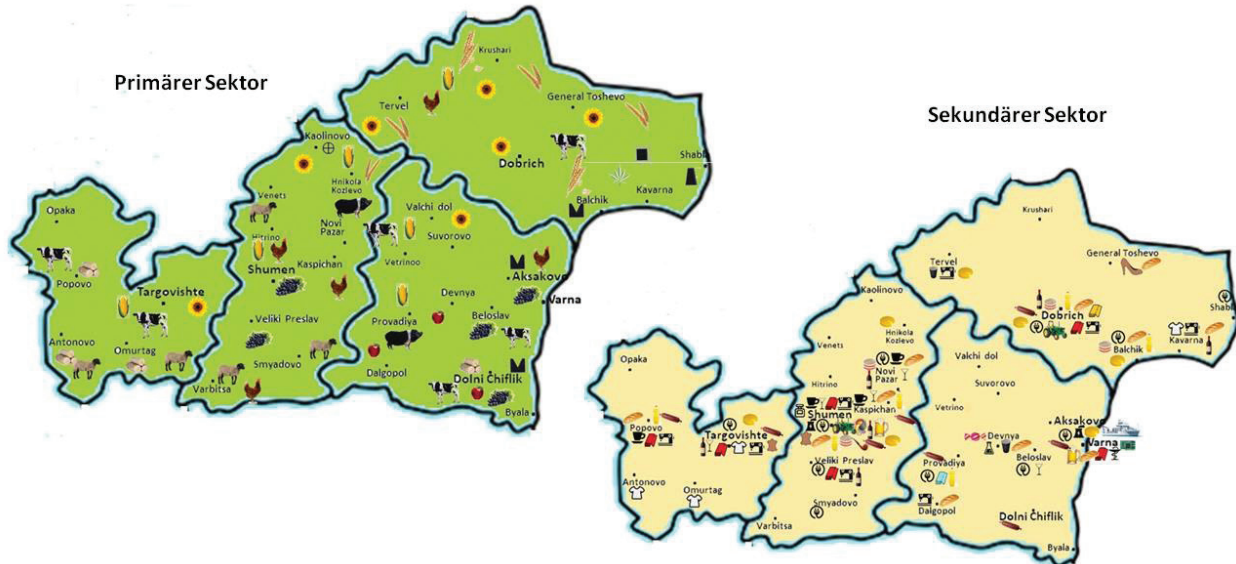 Primärer Sektor
Krushari
Tervel
General Toshevo
Dobrich
Shabla
Kavarna
Balchik
Kaolinovo
Hnikola
Kozlevo
Venets
Novi
Pazar
Hitrino
Shumen
Kaspichan
Veliki Preslav
Smyadovo
Varbitsa
Valchi dol
Suvorovo
Vetrinoo
Aksakovo
Varna
Devnya
Beloslav
Provadiya
Dalgopol
Dolni Chiflik
Byala
Opaka
Popovo
Targovishte
Antonovo
Omurtag
Sekundärer Sektor
Krushari
Tervel
General Toshevo
Shabla
Dobrich
Kavarna
Balchik
Kaolinovo
Hnikola
Kozlevo
Venets
Novi
Pazar
Hitrino
Shumen
Kaspichan
Veliki Preslav
Smyadovo
Varbitsa
Valchi dol
Suvorovo
Vetrino
Aksakovo
Varna
Devnya
Beloslav
Provadiya
Dalgopol
Dolni Chiflik
Byala
Opaka
Popovo
Targovishte
Antonovo
Omurtag